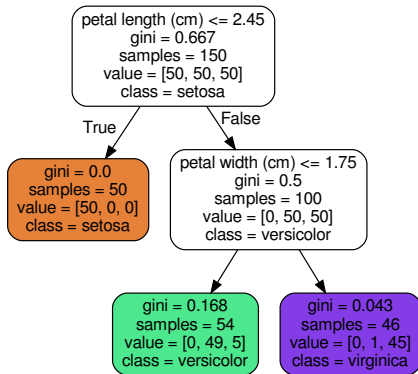 petal length (cm) <= 2.45
gini = 0.667
samples = 150
value = [50, 50, 50]
class = setosa
True
False
gini = 0.0
samples = 50
value = [50, 0, 0]
class = setosa
petal width (cm) <= 1.75
gini = 0.5
samples = 100
value = [0, 50, 50]
class = versicolor
gini = 0.168
samples = 54
value = [0, 49, 5]
class = versicolor
gini = 0.043
samples = 46
value = [0, 1, 45]
class = virginica